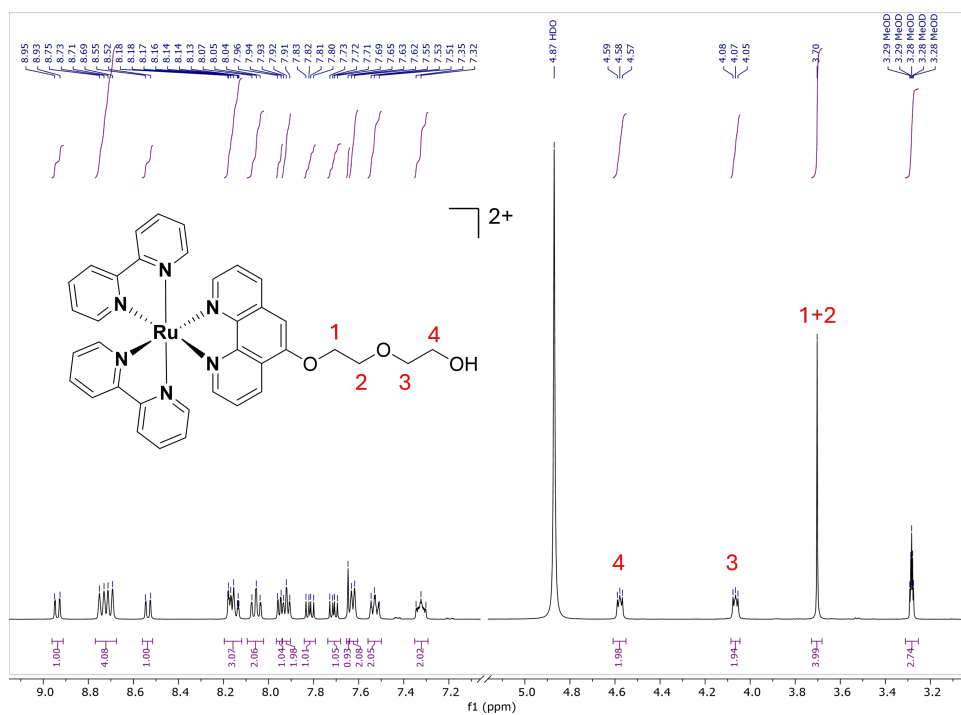 8.95 8.93 8.75 8.73 8.71 8.69 8.55 8.52 8.18 8.18 8.17 8.16 8.14 8.14 8.13 8.07 8.05 8.04 7.96 7.94 7.93 7.92 7.91 7.83 7.82 7.81 7.80 7.73 7.72 7.71 7.69 7.65 7.63 7.62 7.55 7.53 7.51 7.35 7.32 4.87 HDO 4.59 4.58 4.57 4.08 4.07 4.05 3.70 3.29 MeOD 3.29 MeOD 3.28 MeOD 3.28 MeOD 3.28 MeOD
2+
N
N
N
Ru
N
N
N
1
4
O
O
OH
2
3
1+2
4
3
1.00 4.08 1.00 3.07 2.06 1.04 1.98 1.01 1.05 0.93 2.08 2.05 2.02 1.98 1.94 3.99 2.74
9.0 8.8 8.6 8.4 8.2 8.0 7.8 7.6 7.4 7.2 5.0 4.8 4.6 4.4 4.2 4.0 3.8 3.6 3.4 3.2
f1 (ppm)